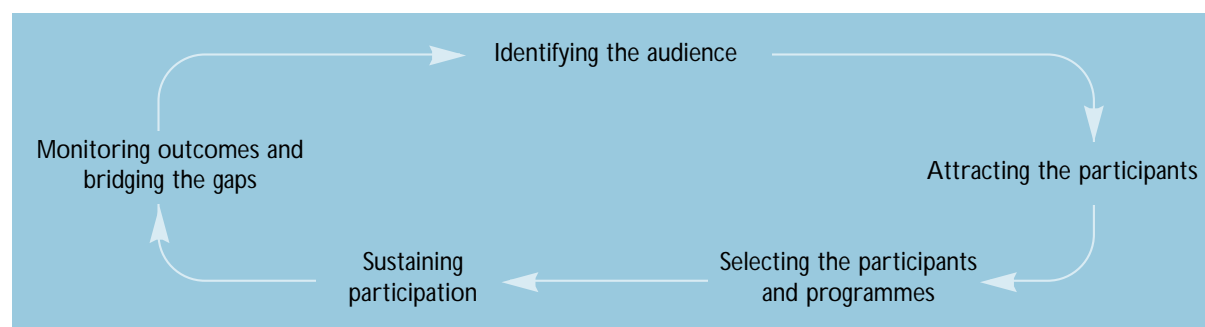 Identifying the audience
Attracting the participants
Selecting the participants
and programmes
Sustaining
participation
Monitoring outcomes and
bridging the gaps